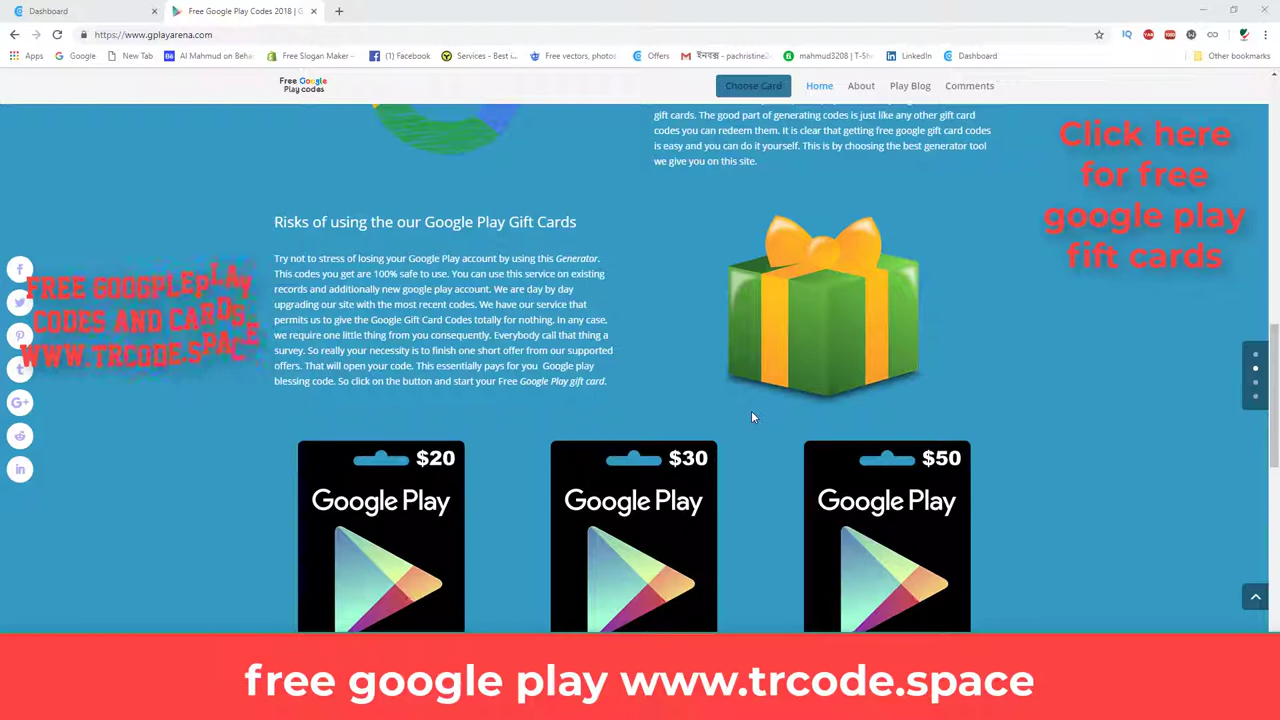 Dashboard
Free Google Play Codes 2018 | G
https://www.gplayarena.com
Apps
Google
New Tab
Al Mahmud on Behan
Free Slogan Maker -
(1) Facebook
Services - Best i
Free vectors, photos
Offers
mahmud3208 | T-Sh
LinkedIn
Dashboard
Other bookmarks
Free Google
Play codes
Choose Card
Home
About
Play Blog
Comments
gift cards. The good part of generating codes is just like any other gift card
codes you can redeem them. It is clear that getting free google gift card codes
is easy and you can do it yourself. This is by choosing the best generator tool
we give you on this site.
Click here
for free
google play
fift cards
Risks of using the our Google Play Gift Cards
Try not to stress of losing your Google Play account by using this Generator.
This codes you get are 100% safe to use. You can use this service on existing
records and additionally new google play account. We are day by day
upgrading our site with the most recent codes. We have our service that
permits us to give the Google Gift Card Codes totally for nothing. In any case,
we require one little thing from you consequently. Everybody call that thing a
survey. So really your necessity is to finish one short offer from our supported
offers. That will open your code. This essentially pays for you Google play
blessing code. So click on the button and start your Free Google Play gift card.
FREE GOOGPLEPLAY
CODES AND CARDS
WWW.TRCODE.SPACE
$20
Google Play
$30
Google Play
$50
Google Play
free google play www.trcode.space